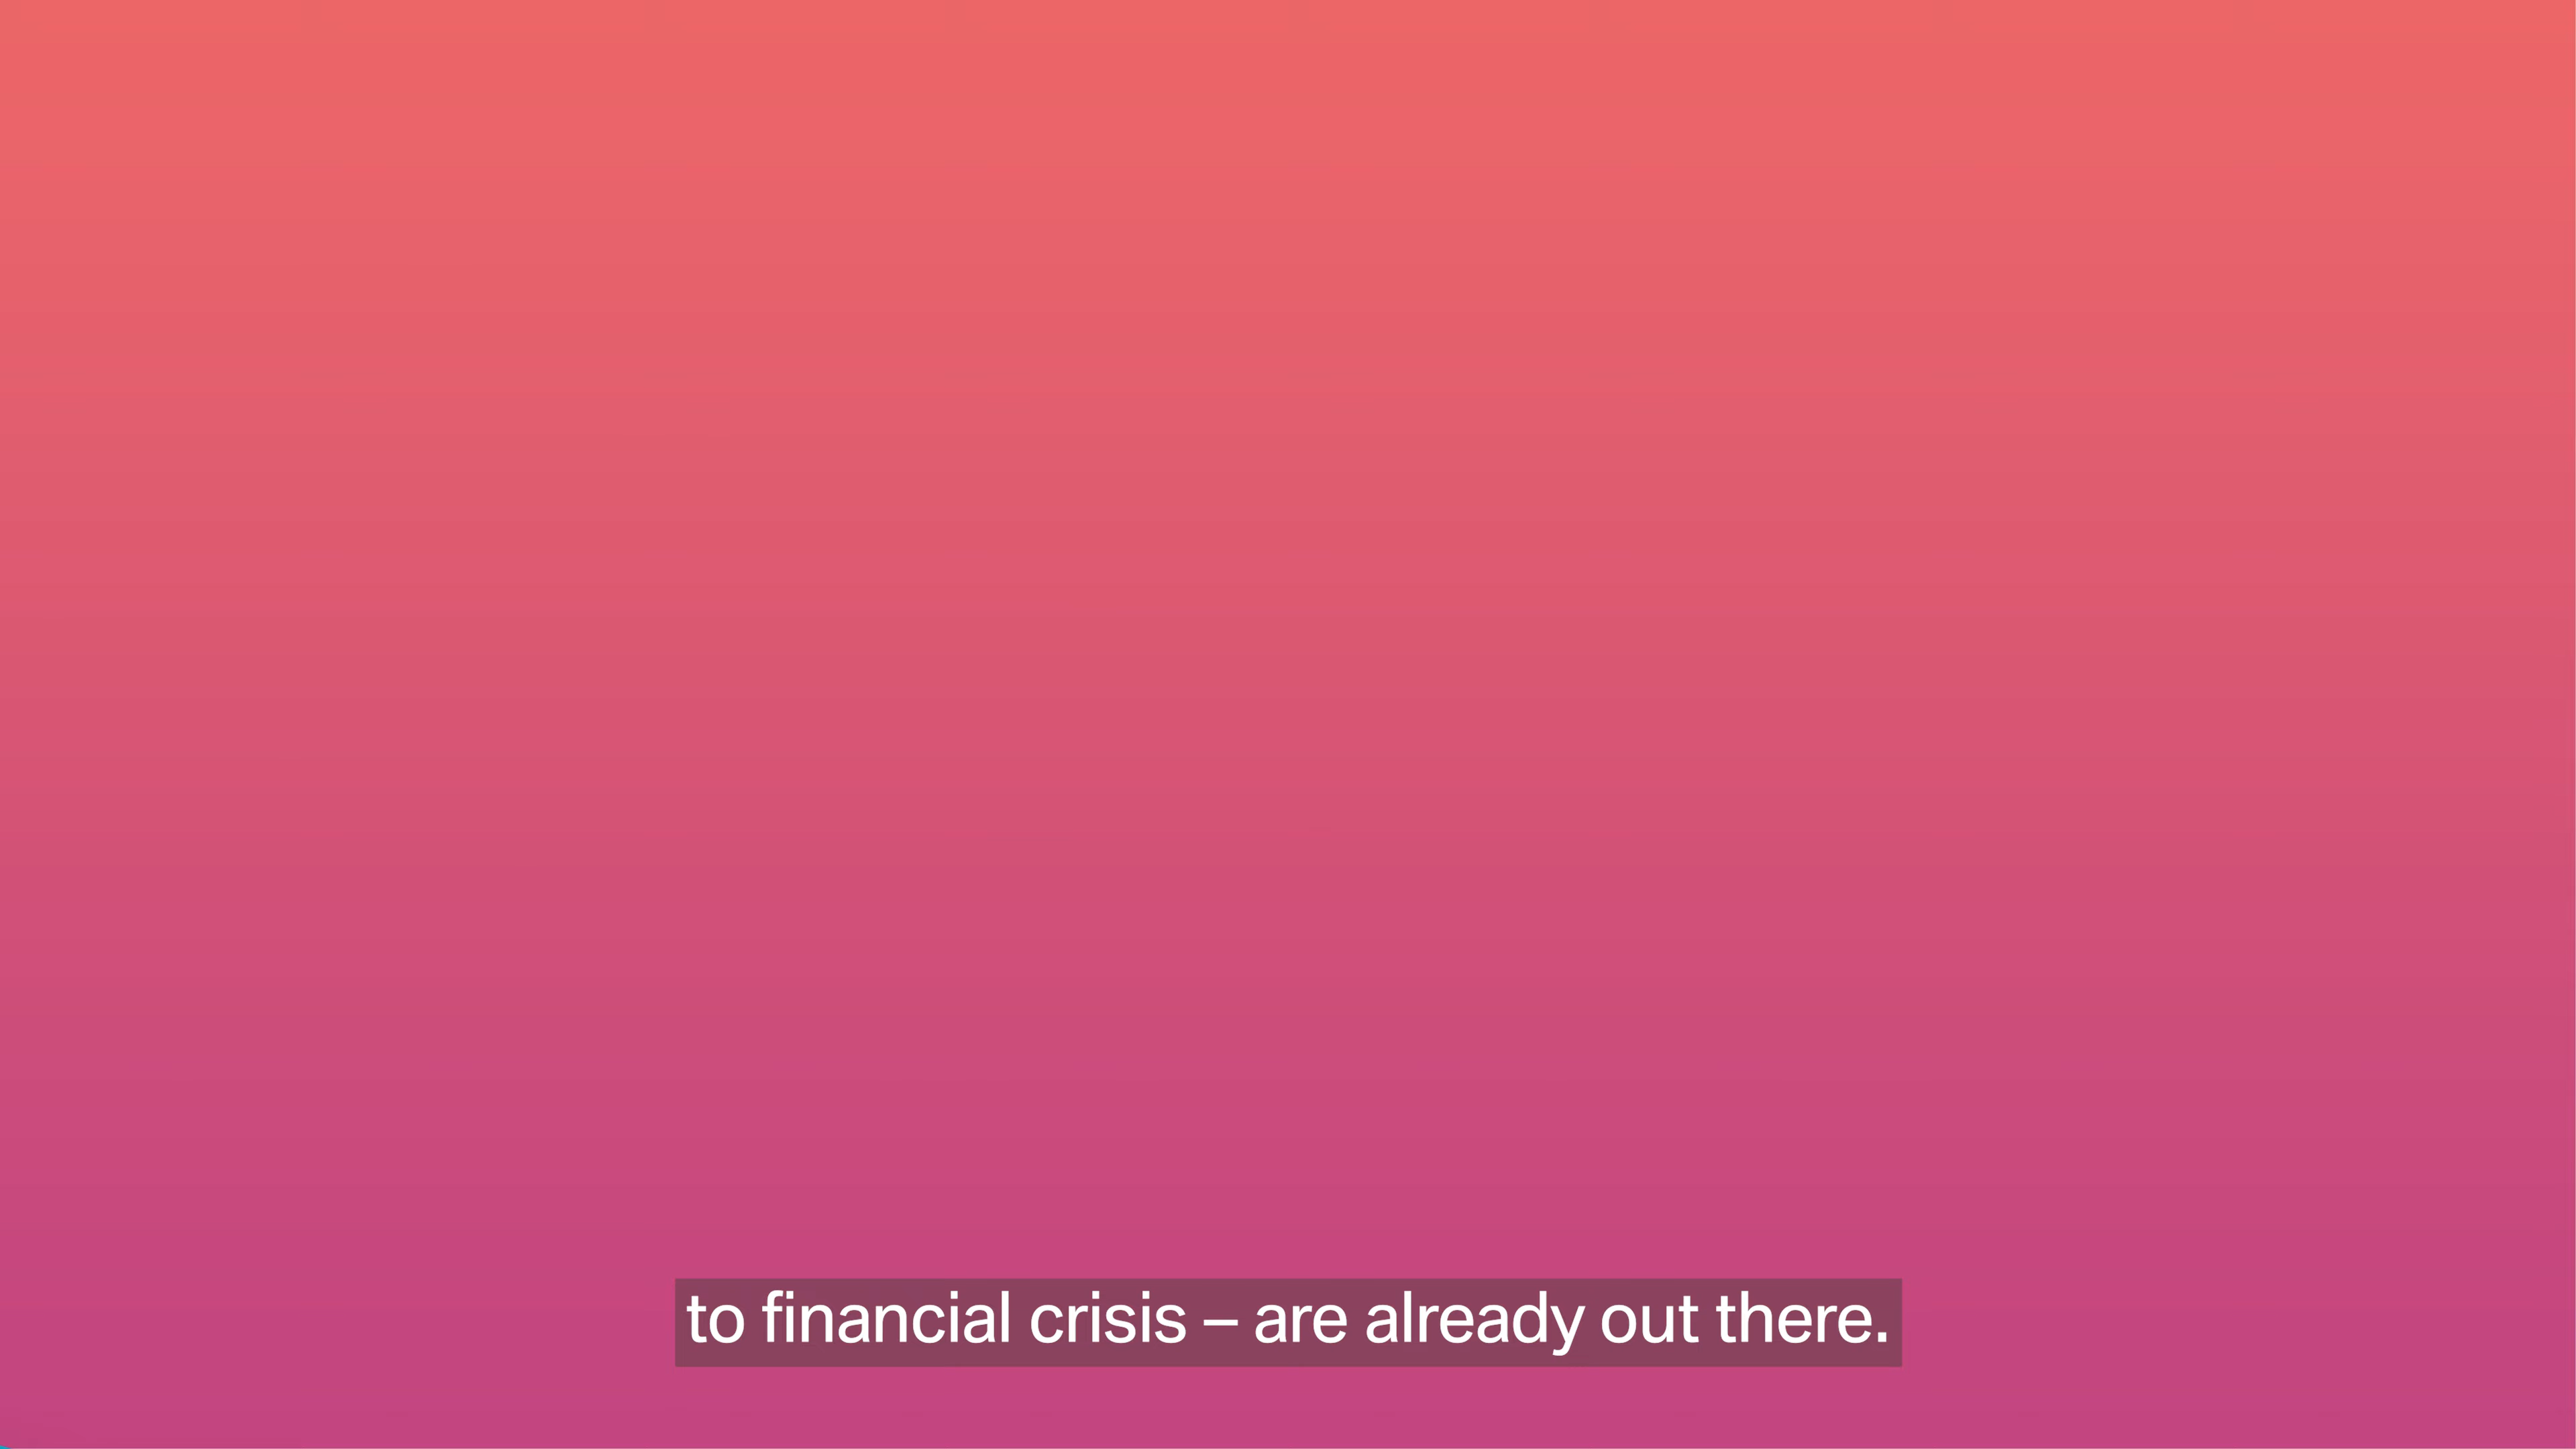 to financial crisis – are already out there.